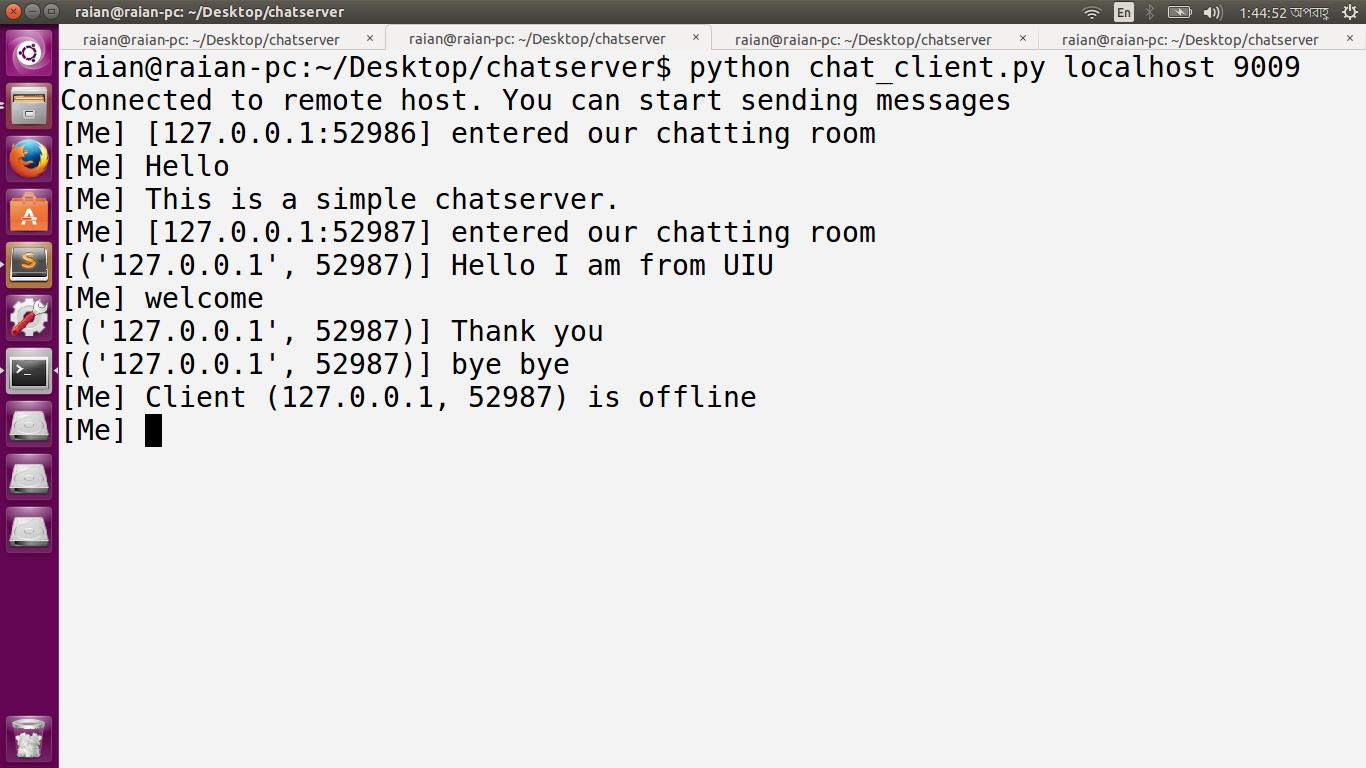 raian@raian-pc: ~/Desktop/chatserver
En
1:44:52 অপরাহ্ণ
raian@raian-pc: ~/Desktop/chatserver ×
raian@raian-pc: ~/Desktop/chatserver ×
raian@raian-pc: ~/Desktop/chatserver ×
raian@raian-pc: ~/Desktop/chatserver ×
raian@raian-pc:~/Desktop/chatserver$ python chat_client.py localhost 9009
Connected to remote host. You can start sending messages
[Me] [127.0.0.1:52986] entered our chatting room
[Me] Hello
[Me] This is a simple chatserver.
[Me] [127.0.0.1:52987] entered our chatting room
[('127.0.0.1', 52987)] Hello I am from UIU
[Me] welcome
[('127.0.0.1', 52987)] Thank you
[('127.0.0.1', 52987)] bye bye
[Me] Client (127.0.0.1, 52987) is offline
[Me]